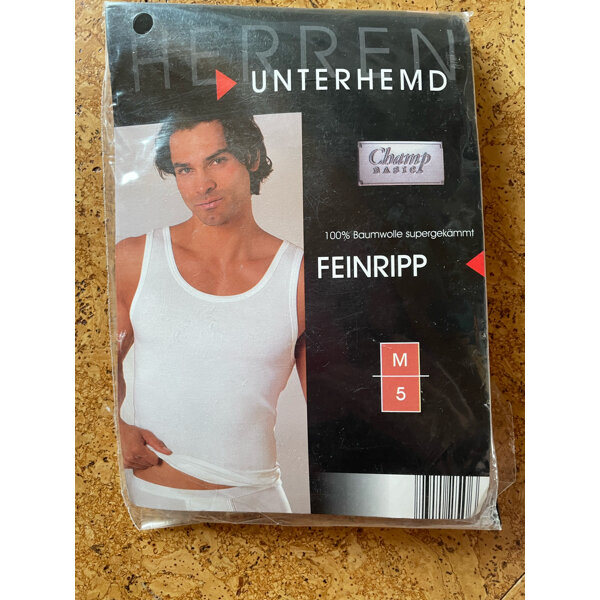 HERREN
UNTERHEMD
Champ
BASICS
100% Baumwolle supergekämmt
FEINRIPP
M
5